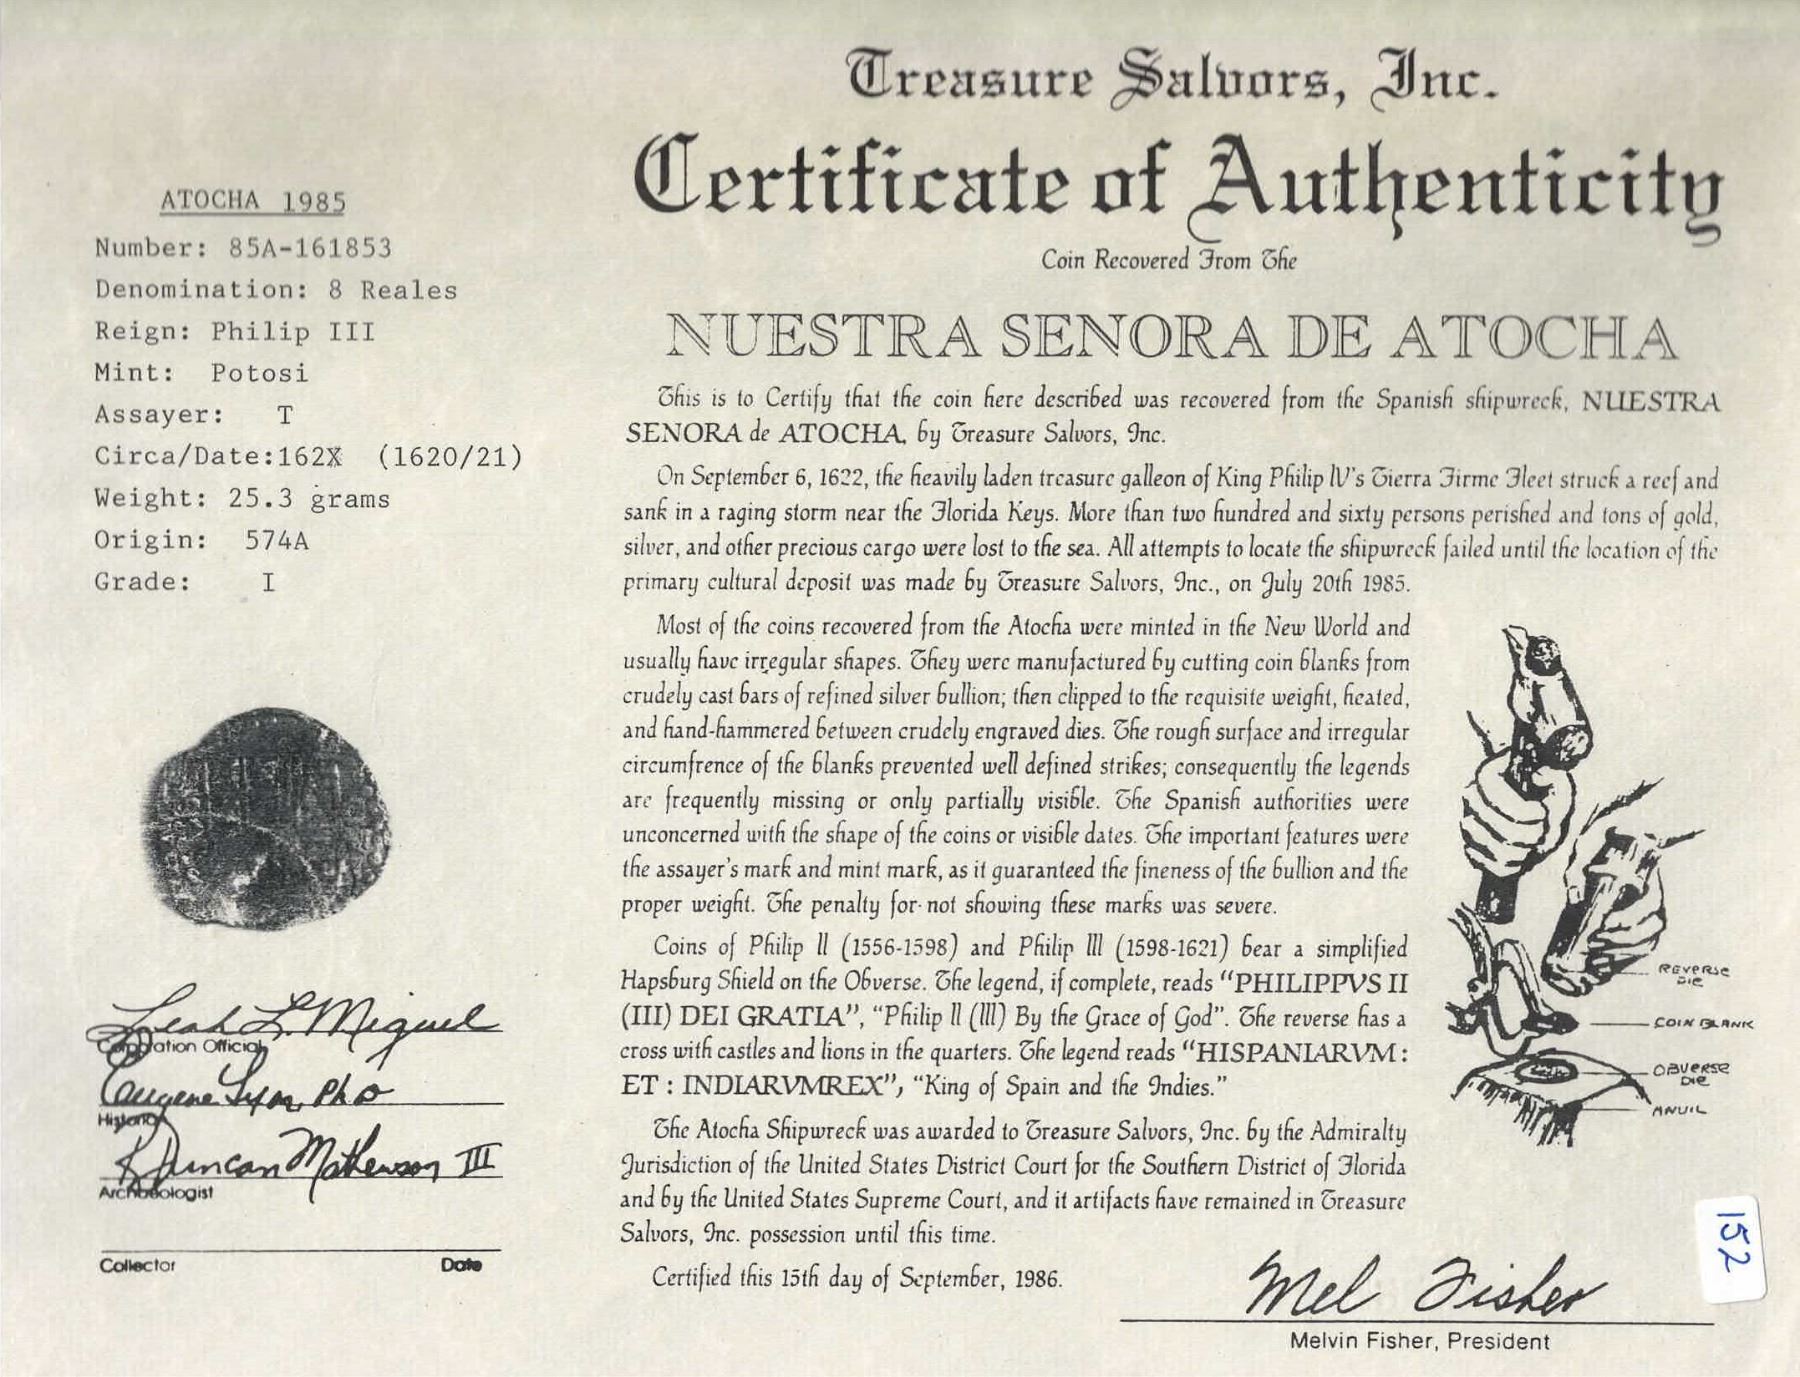 Treasure Salvors, Inc.
Certificate of Authenticity
Coin Recovered From The
NUESTRA SENORA DE ATOCHA
ATOCHA 1985
Number: 85A-161853
Denomination: 8 Reales
Reign: Philip III
Mint: Potosi
Assayer: T
Circa/Date:162X (1620/21)
Weight: 25.3 grams
Origin: 574A
Grade: I
This is to Certify that the coin here described was recovered from the Spanish shipwreck, NUESTRA
SENORA de ATOCHA, by Treasure Salvors, Inc.
On September 6, 1622, the heavily laden treasure galleon of King Philip IV's Tierra Firme Fleet struck a reef and
sank in a raging storm near the Florida Keys. More than two hundred and sixty persons perished and tons of gold,
silver, and other precious cargo were lost to the sea. All attempts to locate the shipwreck failed until the location of the
primary cultural deposit was made by Treasure Salvors, Inc., on July 20th 1985.
Most of the coins recovered from the Atocha were minted in the New World and
usually have irregular shapes. They were manufactured by cutting coin blanks from
crudely cast bars of refined silver bullion; then clipped to the requisite weight, heated,
and hand-hammered between crudely engraved dies. The rough surface and irregular
circumfrence of the blanks prevented well defined strikes; consequently the legends
are frequently missing or only partially visible. The Spanish authorities were
unconcerned with the shape of the coins or visible dates. The important features were
the assayer's mark and mint mark, as it guaranteed the fineness of the bullion and the
proper weight. The penalty for not showing these marks was severe.
Coins of Philip II (1556-1598) and Philip III (1598-1621) bear a simplified
Hapsburg Shield on the Obverse. The legend, if complete, reads "PHILIPPVS II
(III) DEI GRATIA", "Philip II (III) By the Grace of God". The reverse has a
cross with castles and lions in the quarters. The legend reads "HISPANIARVM :
ET : INDIARVMREX", "King of Spain and the Indies."
The Atocha Shipwreck was awarded to Treasure Salvors, Inc. by the Admiralty
Jurisdiction of the United States District Court for the Southern District of Florida
and by the United States Supreme Court, and it artifacts have remained in Treasure
Salvors, Inc. possession until this time.
Certified this 15th day of September, 1986.
REVERSE
DIE
COIN BLANK
OBVERSE
DIE
ANVIL
Leah L. Miguel
Corporation Official
Eugene Lyon PhD
Historian
R Duncan Mathewson III
Archaeologist
Collector Date
Mel Fisher
Melvin Fisher, President
152